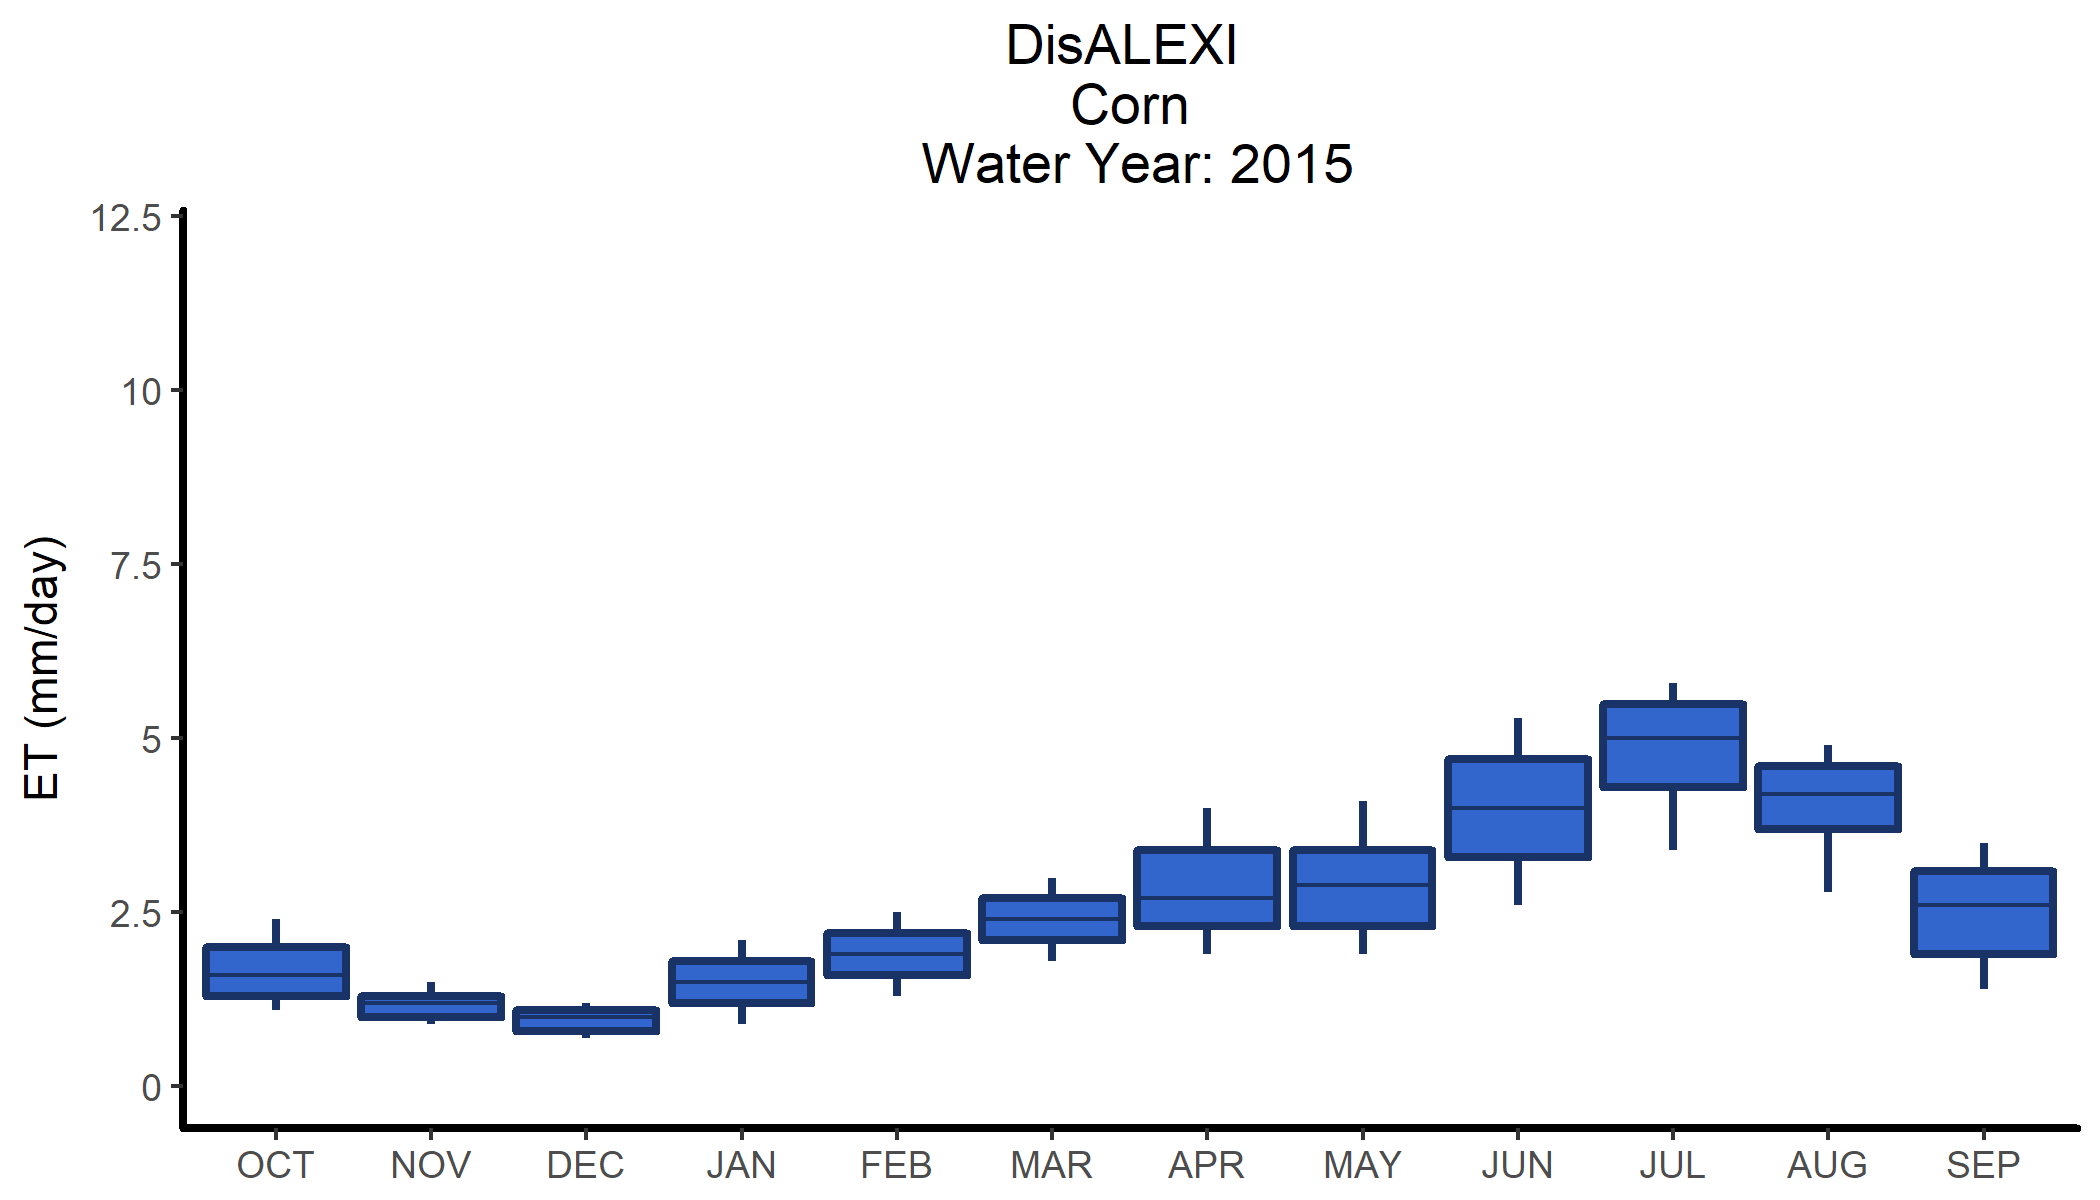 DisALEXI
Corn
Water Year: 2015
12.5
10
7.5
5
2.5
0
ET (mm/day)
OCT NOV DEC JAN FEB MAR APR MAY JUN JUL AUG SEP